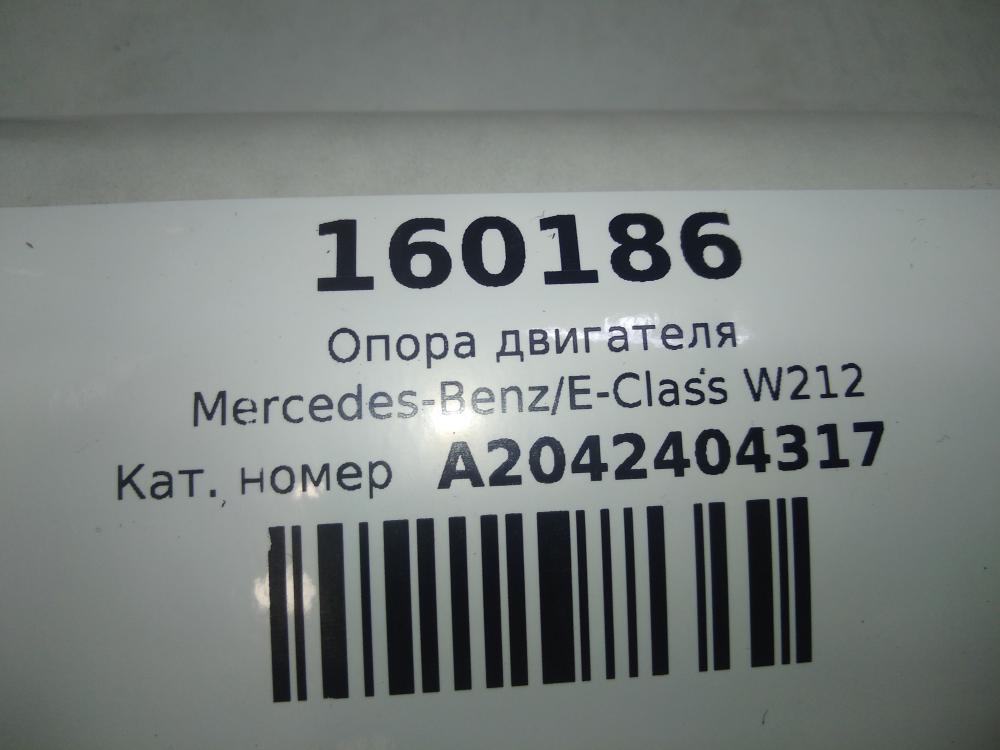 160186
Опора двигателя
Mercedes-Benz/E-Class W212
Кат. номер A2042404317